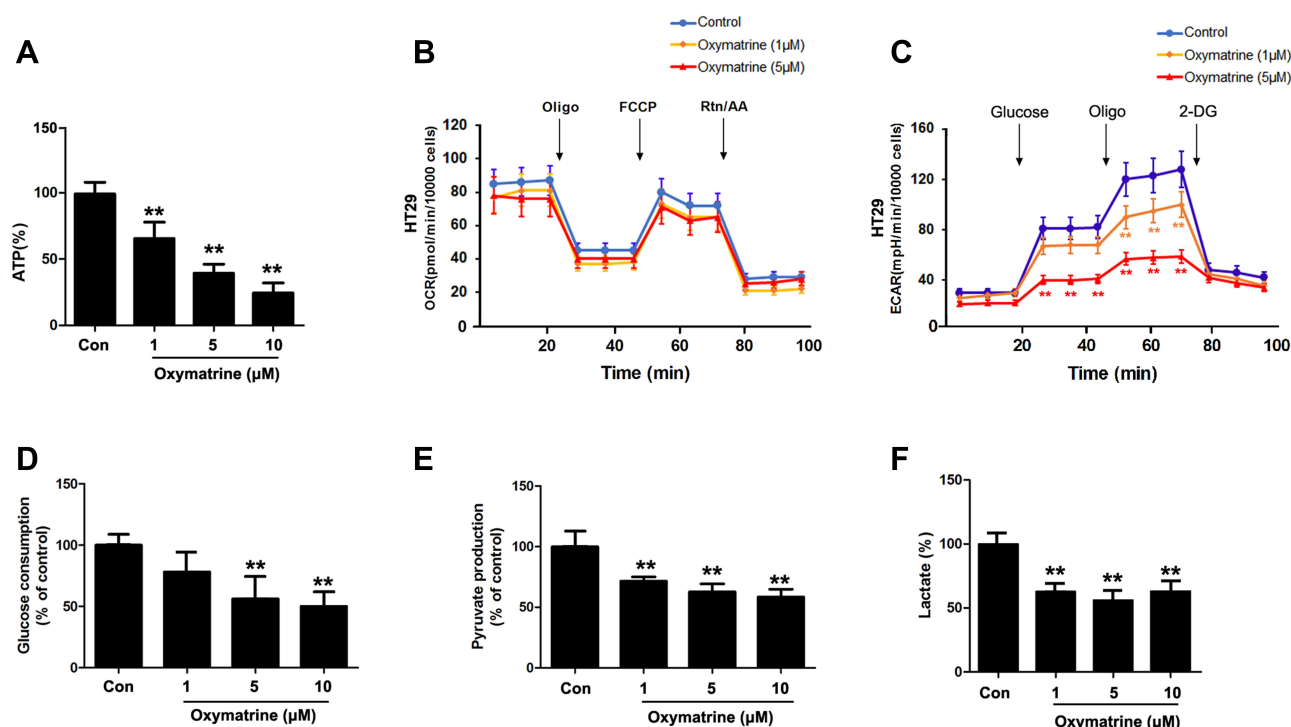 A
ATP(%)
150
100
50
0
**
**
**
Con
1
5
10
Oxymatrine (µM)
B
Control
Oxymatrine (1µM)
Oxymatrine (5µM)
Oligo
FCCP
Rtn/AA
HT29
OCR(pmol/min/10000 cells)
120
100
80
60
40
20
0
20
40
60
80
100
Time (min)
C
Control
Oxymatrine (1µM)
Oxymatrine (5µM)
Glucose
Oligo
2-DG
HT29
ECAR(mpH/min/10000 cells)
160
120
80
40
0
** ** **
** ** **
** ** **
20
40
60
80
100
Time (min)
D
Glucose consumption
(% of control)
150
100
50
0
**
**
Con
1
5
10
Oxymatrine (µM)
E
Pyruvate production
(% of control)
150
100
50
0
**
**
**
Con
1
5
10
Oxymatrine (µM)
F
Lactate (%)
150
100
50
0
**
**
**
Con
1
5
10
Oxymatrine (µM)